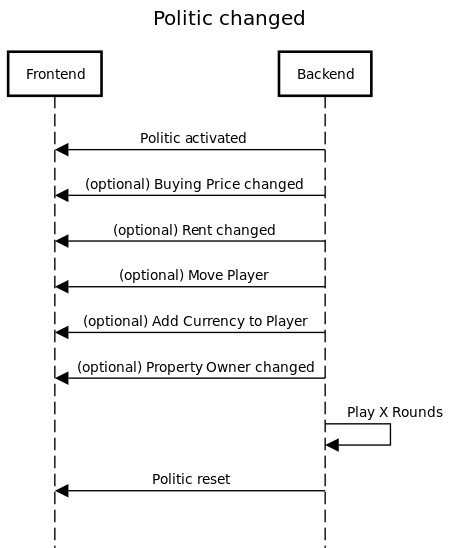 Politic changed
Frontend
Backend
Politic activated
(optional) Buying Price changed
(optional) Rent changed
(optional) Move Player
(optional) Add Currency to Player
(optional) Property Owner changed
Play X Rounds
Politic reset